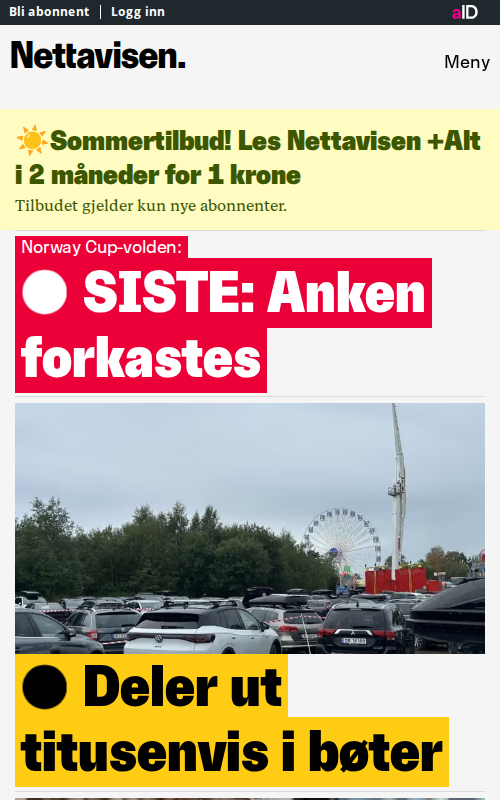 Bli abonnent | Logg inn
aID
Nettavisen.
Meny
☀️Sommertilbud! Les Nettavisen +Alt
i 2 måneder for 1 krone
Tilbudet gjelder kun nye abonnenter.
Norway Cup-volden:
SISTE: Anken
forkastes
Deler ut
titusenvis i bøter